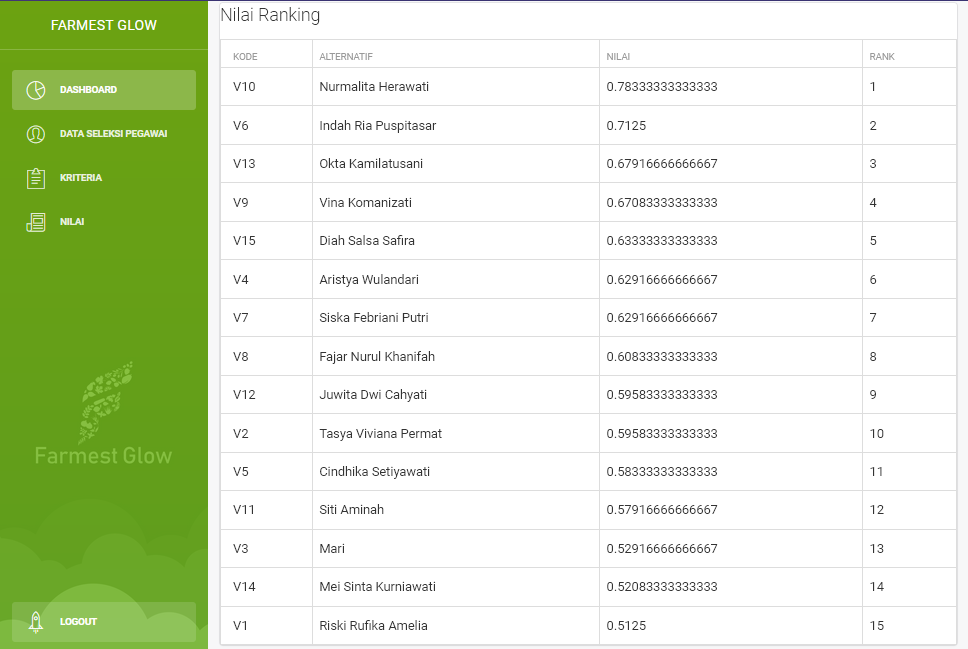 FARMEST GLOW
DASHBOARD
DATA SELEKSI PEGAWAI
KRITERIA
NILAI
Farmest Glow
LOGOUT
Nilai Ranking
KODE ALTERNATIF NILAI RANK
V10 Nurmalita Herawati 0.78333333333333 1
V6 Indah Ria Puspitasar 0.7125 2
V13 Okta Kamilatusani 0.67916666666667 3
V9 Vina Komanizati 0.67083333333333 4
V15 Diah Salsa Safira 0.63333333333333 5
V4 Aristya Wulandari 0.62916666666667 6
V7 Siska Febriani Putri 0.62916666666667 7
V8 Fajar Nurul Khanifah 0.60833333333333 8
V12 Juwita Dwi Cahyati 0.59583333333333 9
V2 Tasya Viviana Permat 0.59583333333333 10
V5 Cindhika Setiyawati 0.58333333333333 11
V11 Siti Aminah 0.57916666666667 12
V3 Mari 0.52916666666667 13
V14 Mei Sinta Kurniawati 0.52083333333333 14
V1 Riski Rufika Amelia 0.5125 15